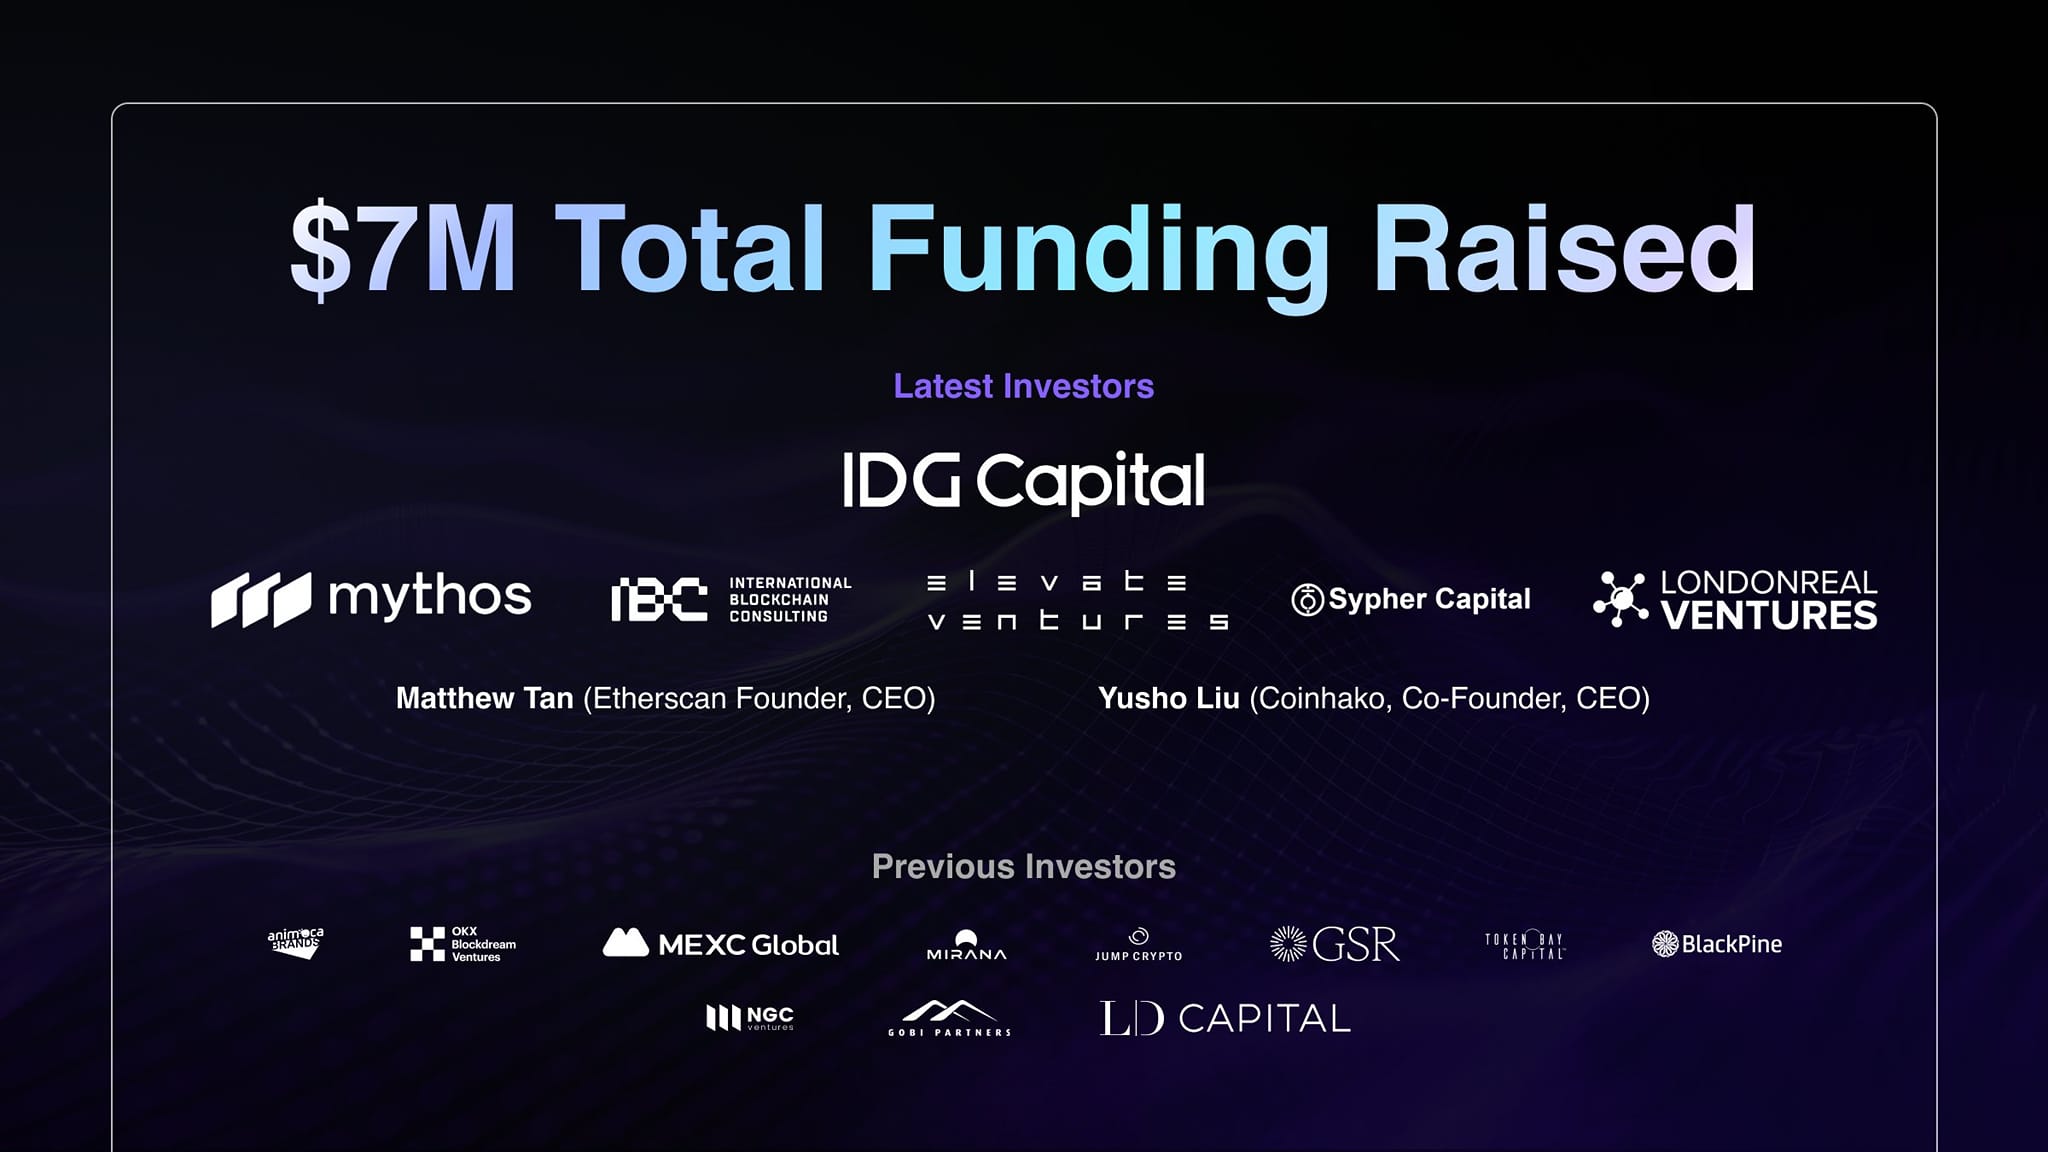 $7M Total Funding Raised
Latest Investors
IDG Capital
mythos
IBC INTERNATIONAL
BLOCKCHAIN
CONSULTING
elevate
ventures
Sypher Capital
LONDONREAL
VENTURES
Matthew Tan (Etherscan Founder, CEO)
Yusho Liu (Coinhako, Co-Founder, CEO)
Previous Investors
animoca
BRANDS
OKX
Blockdream
Ventures
MEXC Global
MIRANA
JUMP CRYPTO
GSR
TOKEN BAY
CAPITAL
BlackPine
NGC
ventures
GOBI PARTNERS
LD CAPITAL